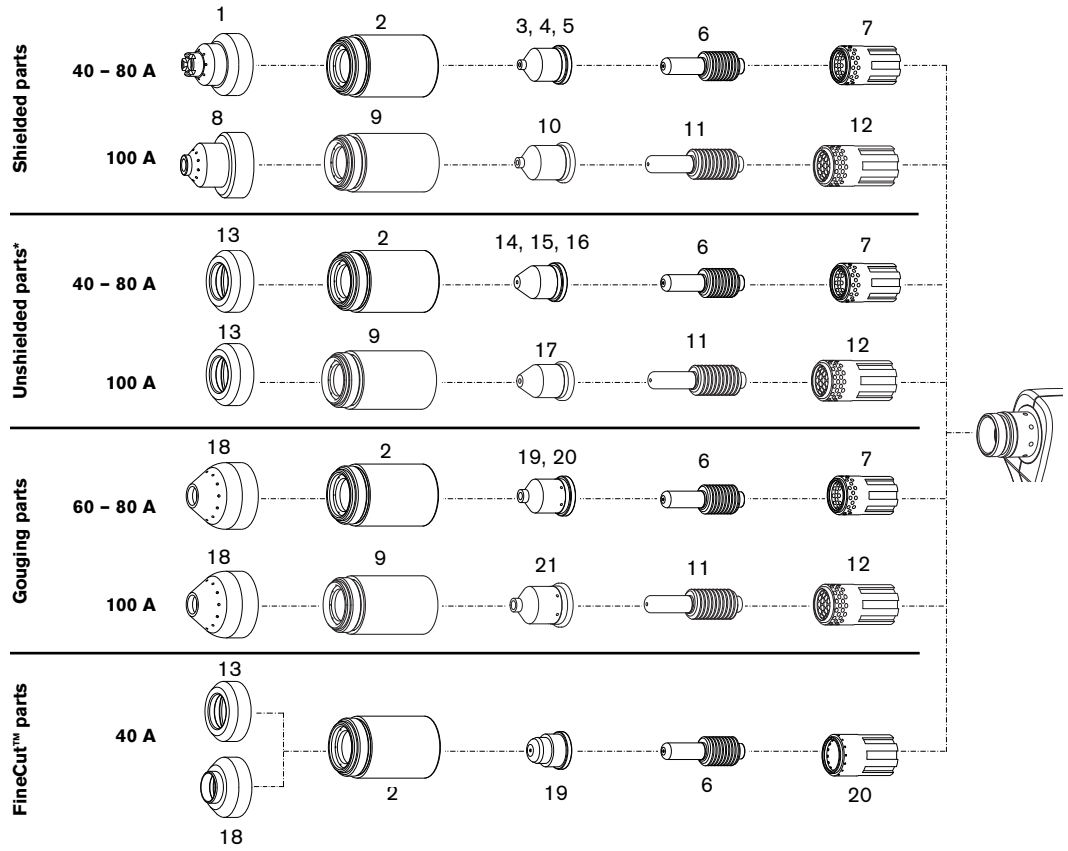 Shielded parts
1 2 3, 4, 5 6 7
40 – 80 A
8 9 10 11 12
100 A
Unshielded parts*
13 2 14, 15, 16 6 7
40 – 80 A
13 9 17 11 12
100 A
Gouging parts
18 2 19, 20 6 7
60 – 80 A
18 9 21 11 12
100 A
FineCut™ parts
13
40 A
2 19 6 20
18